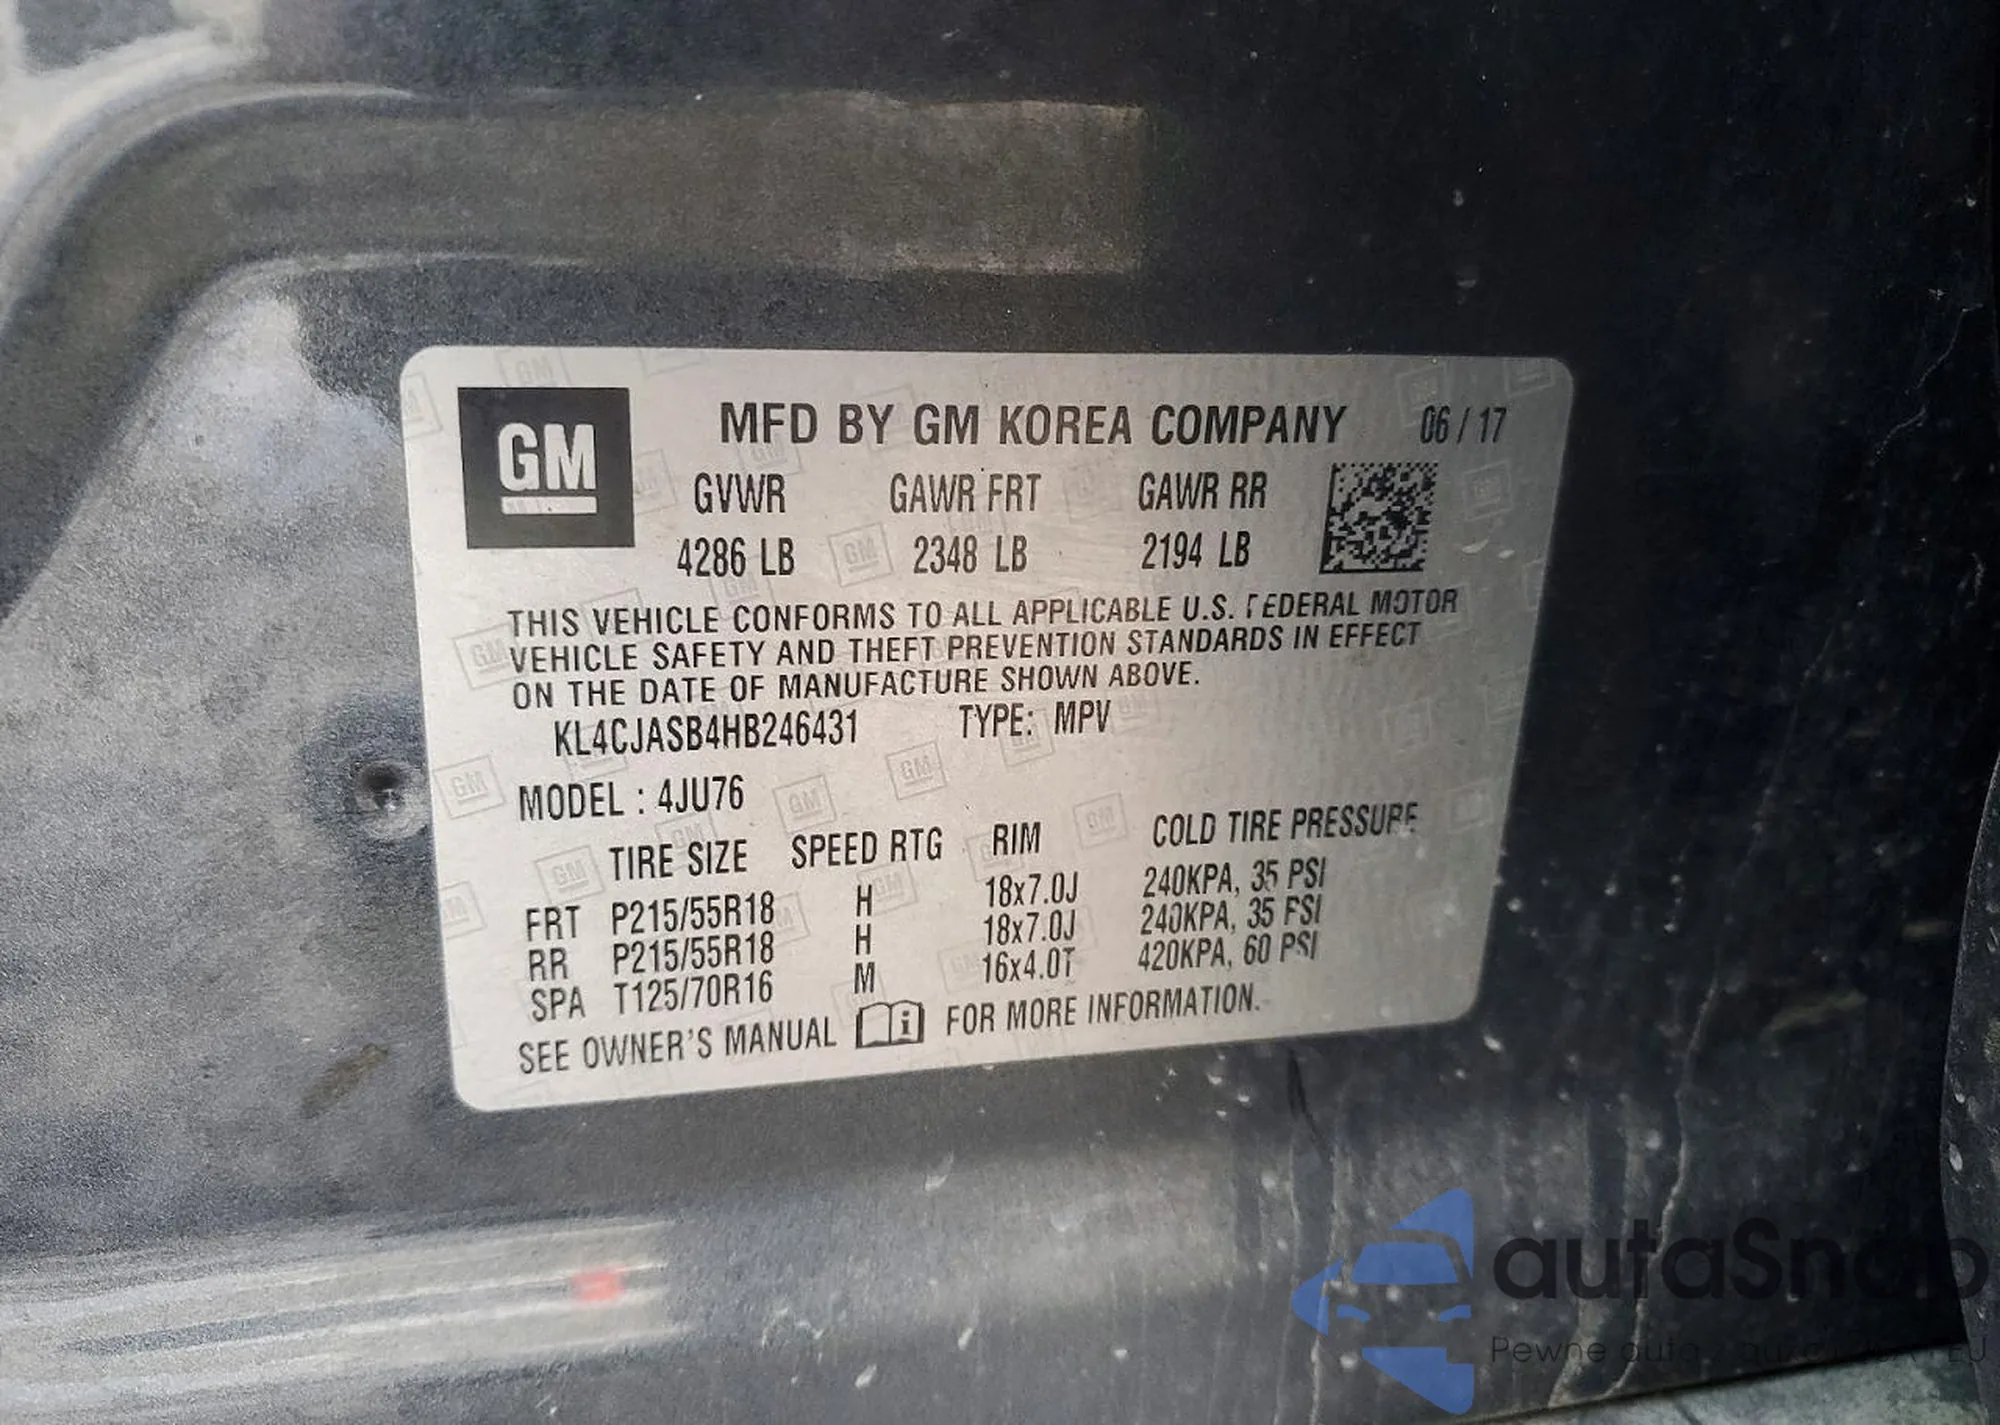 GM
MFD BY GM KOREA COMPANY 06 / 17
GVWR GAWR FRT GAWR RR
4286 LB 2348 LB 2194 LB
THIS VEHICLE CONFORMS TO ALL APPLICABLE U.S. FEDERAL MOTOR
VEHICLE SAFETY AND THEFT PREVENTION STANDARDS IN EFFECT
ON THE DATE OF MANUFACTURE SHOWN ABOVE.
KL4CJASB4HB246431 TYPE: MPV
MODEL : 4JU76
TIRE SIZE SPEED RTG RIM COLD TIRE PRESSURE
FRT P215/55R18 H 18x7.0J 240KPA, 35 PSI
RR P215/55R18 H 18x7.0J 240KPA, 35 PSI
SPA T125/70R16 M 16x4.0T 420KPA, 60 PSI
SEE OWNER'S MANUAL FOR MORE INFORMATION.
autaSnap
Pewne auta EU